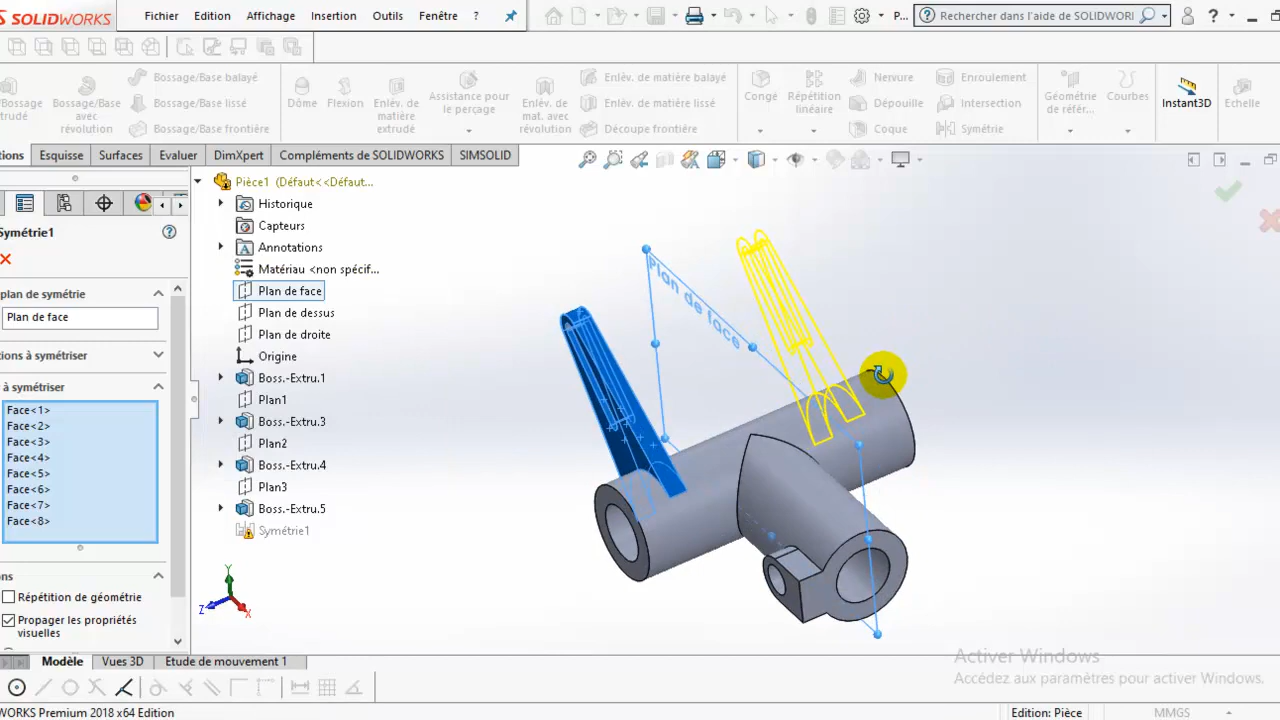 SOLIDWORKS
Fichier Edition Affichage Insertion Outils Fenêtre ? P... Rechercher dans l'aide de SOLIDWORI ?
Bossage/Base balayé
Bossage/Base lissé
Bossage/Base frontière
Bossage
trudé
Bossage/Base
avec
révolution
Dôme
Flexion
Enlèv. de
matière
extrudé
Assistance pour
le perçage
Enlèv. de
mat. avec
révolution
Enlèv. de matière balayé
Enlèv. de matière lissé
Découpe frontière
Congé
Répétition
linéaire
Nervure
Dépouille
Coque
Enroulement
Intersection
Symétrie
Géométrie
de référ...
Courbes
Instant3D
Echelle
tions Esquisse Surfaces Evaluer DimXpert Compléments de SOLIDWORKS SIMSOLID
Symétrie1
plan de symétrie
Plan de face
ions à symétriser
à symétriser
Face<1>
Face<2>
Face<3>
Face<4>
Face<5>
Face<6>
Face<7>
Face<8>
ns
Répétition de géométrie
Propager les propriétés
visuelles
Pièce1 (Défaut<<Défaut...
Historique
Capteurs
Annotations
Matériau <non spécif...
Plan de face
Plan de dessus
Plan de droite
Origine
Boss.-Extru.1
Plan1
Boss.-Extru.3
Plan2
Boss.-Extru.4
Plan3
Boss.-Extru.5
Symétrie1
Plan de face
Y
Z
X
Activer Windows
Accédez aux paramètres pour activer Windows.
Modèle Vues 3D Etude de mouvement 1
WORKS Premium 2018 x64 Edition
Edition: Pièce MMGS